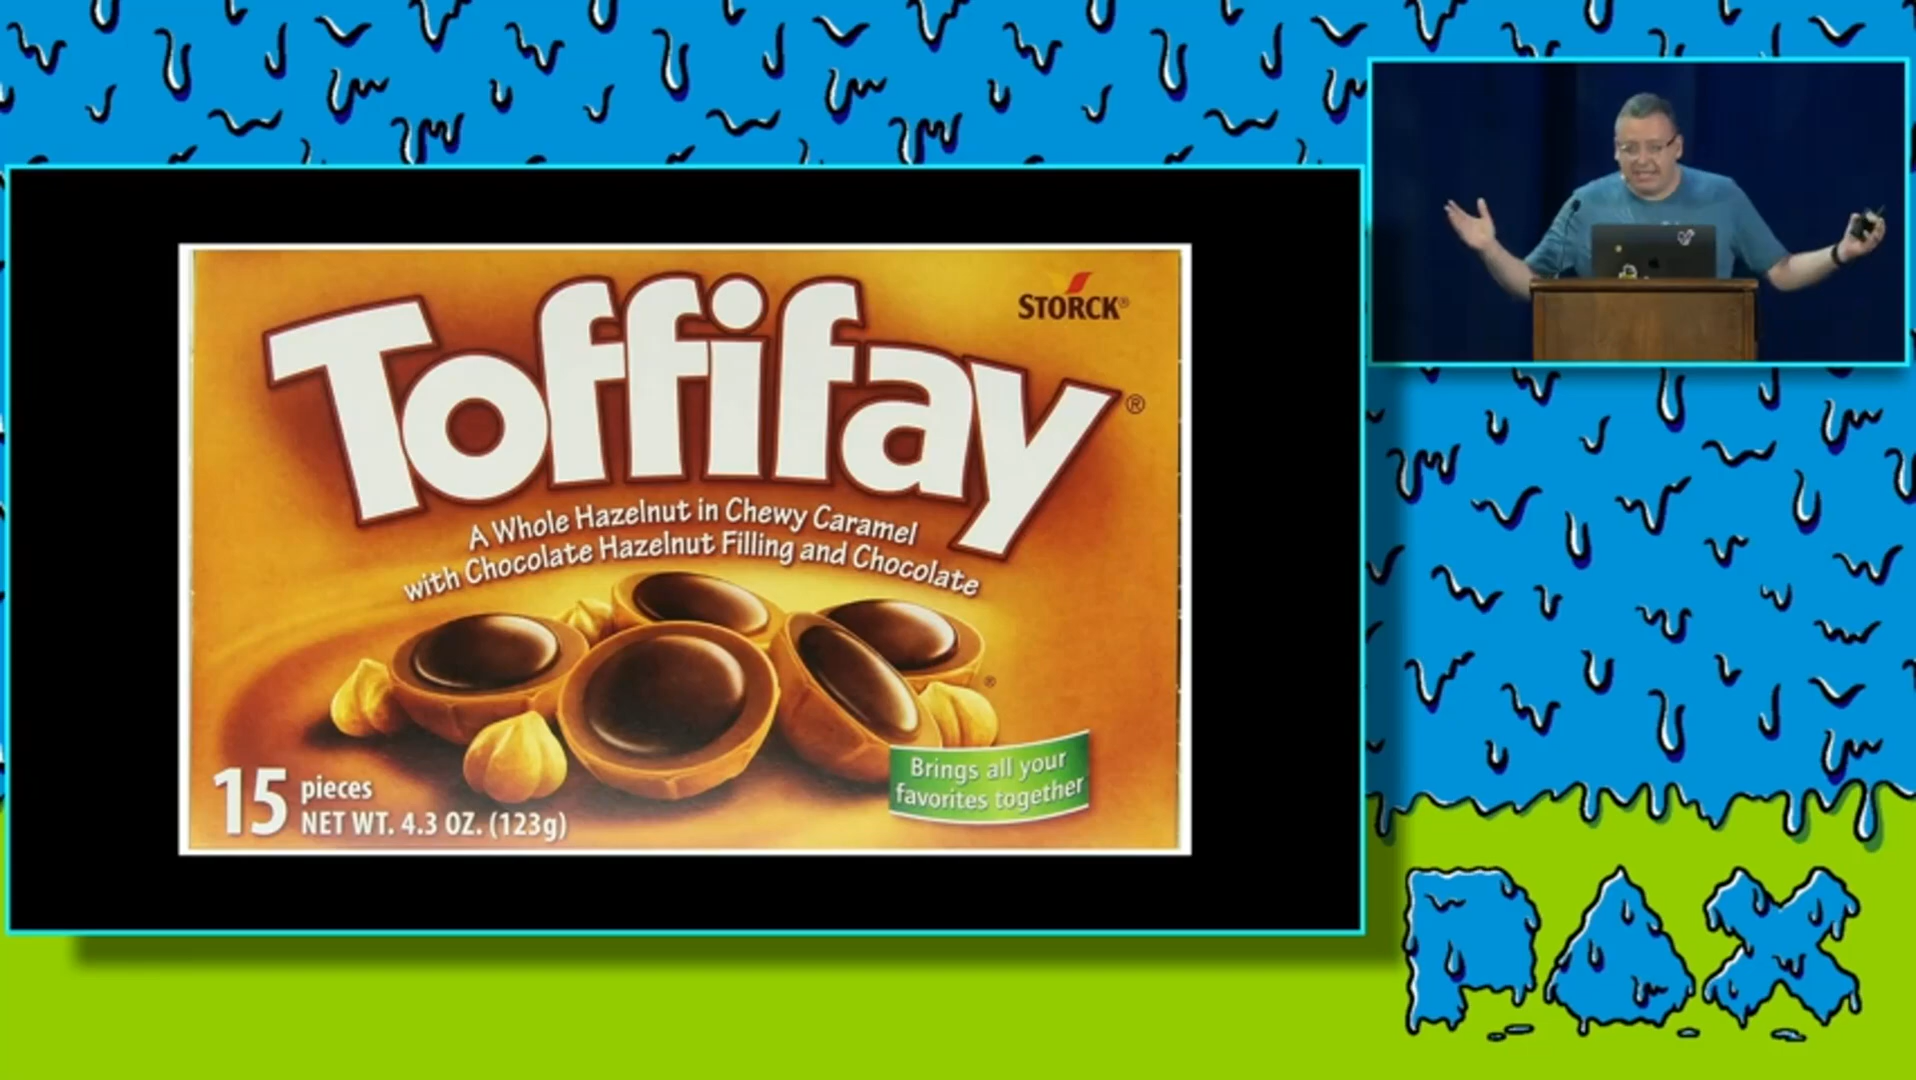 STORCK®
Toffifay®
A Whole Hazelnut in Chewy Caramel
with Chocolate Hazelnut Filling and Chocolate
®
Brings all your
favorites together
15 pieces
NET WT. 4.3 OZ. (123g)
PAX